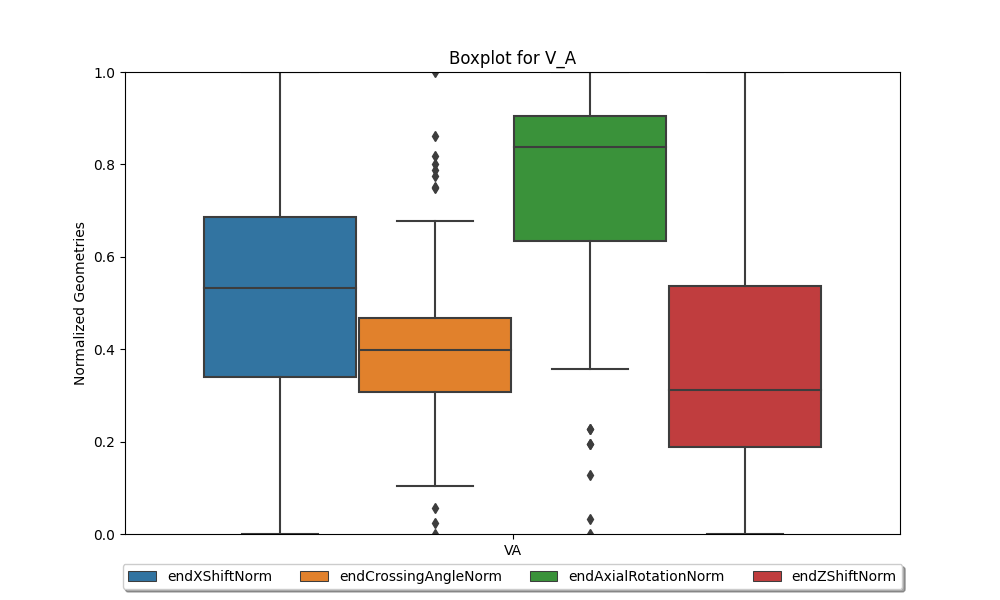 Boxplot for V_A
1.0
0.8
0.6
0.4
0.2
0.0
Normalized Geometries
VA
endXShiftNorm endCrossingAngleNorm endAxialRotationNorm endZShiftNorm